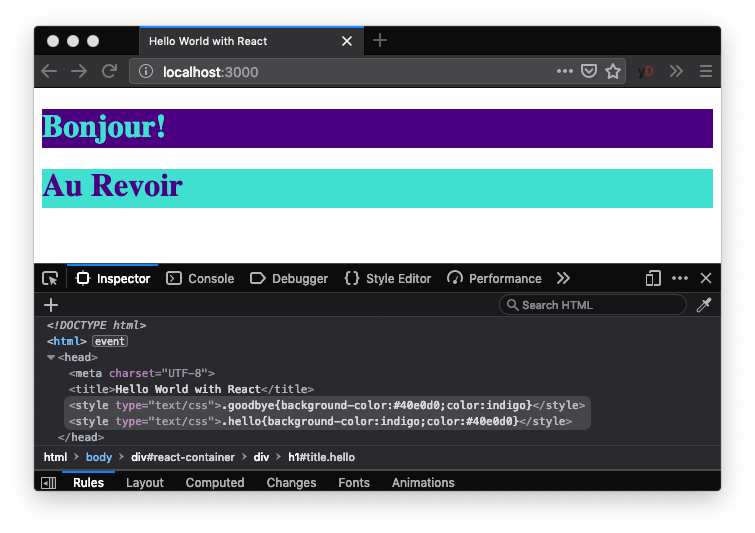 Hello World with React
localhost:3000
yD
Bonjour!
Au Revoir
Inspector Console Debugger Style Editor Performance
Search HTML
<!DOCTYPE html>
<html> event
<head>
<meta charset="UTF-8">
<title>Hello World with React</title>
<style type="text/css">.goodbye{background-color:#40e0d0;color:indigo}</style>
<style type="text/css">.hello{background-color:indigo;color:#40e0d0}</style>
</head>
html > body > div#react-container > div > h1#title.hello
Rules Layout Computed Changes Fonts Animations